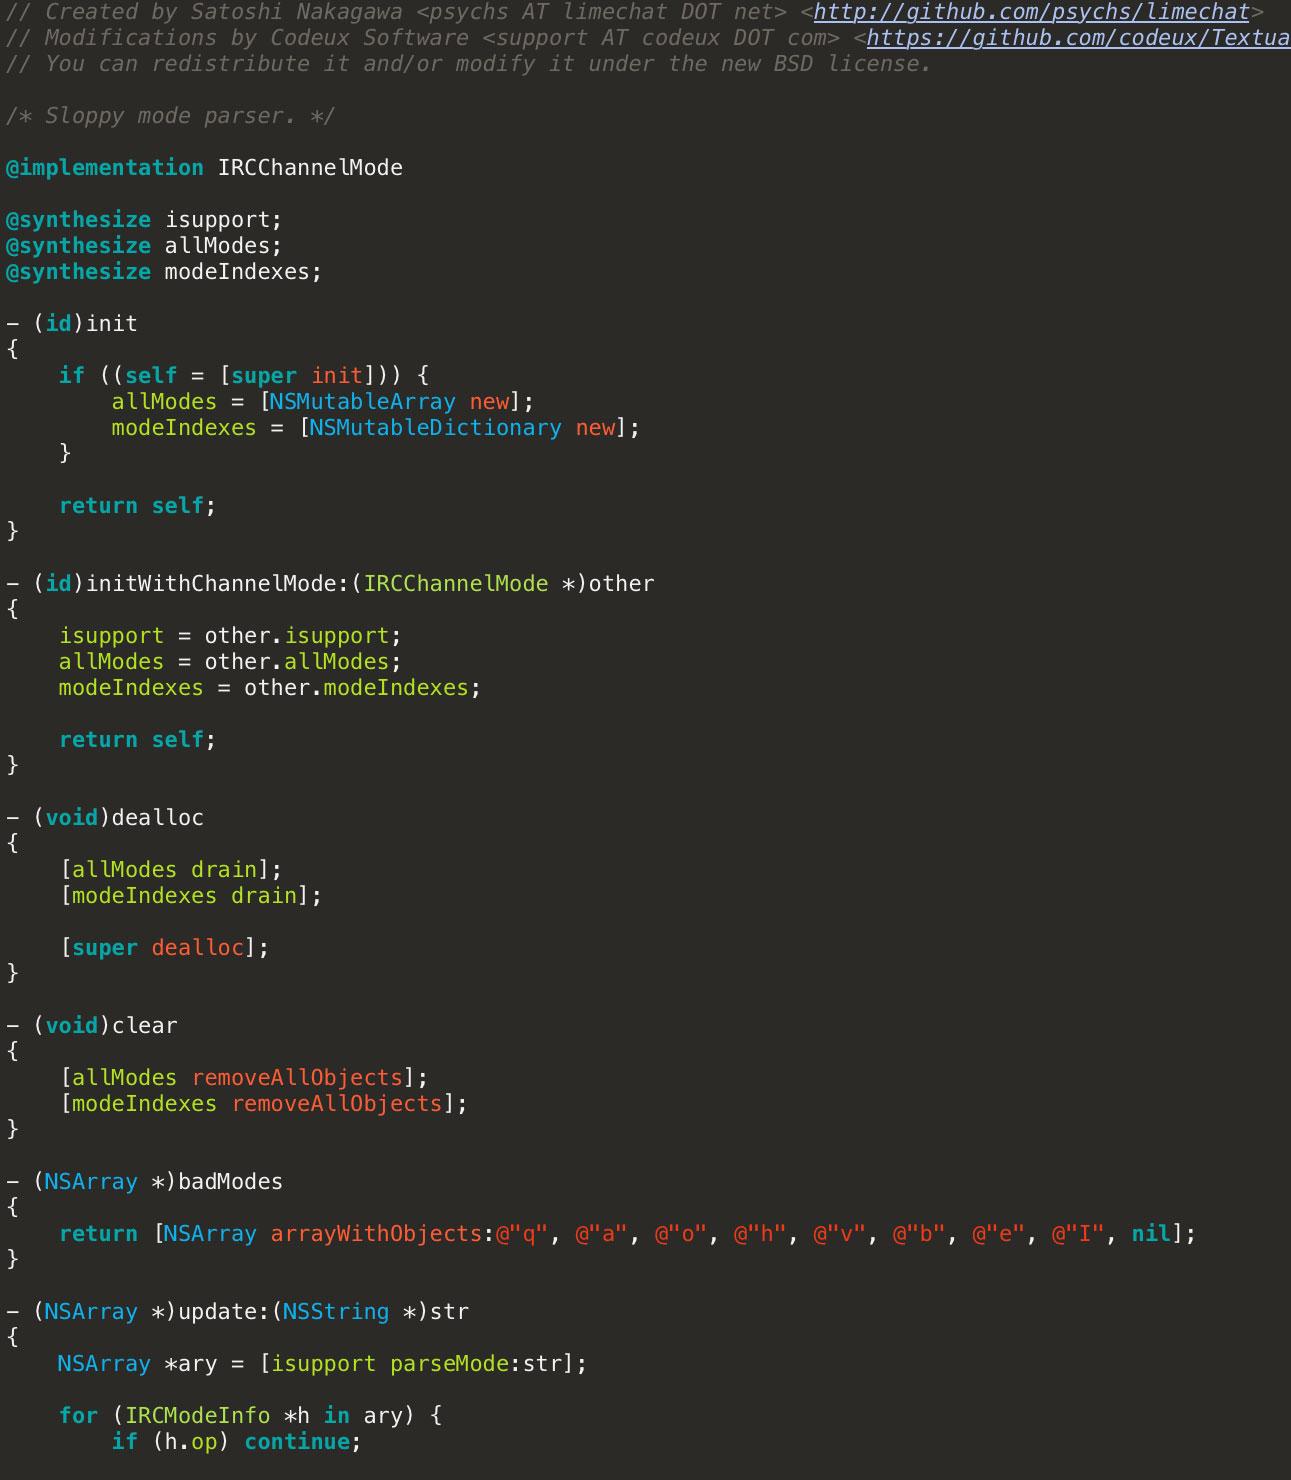 // Created by Satoshi Nakagawa <psychs AT limechat DOT net> <http://github.com/psychs/limechat>
// Modifications by Codeux Software <support AT codeux DOT com> <https://github.com/codeux/Textua
// You can redistribute it and/or modify it under the new BSD license.

/* Sloppy mode parser. */

@implementation IRCChannelMode

@synthesize isupport;
@synthesize allModes;
@synthesize modeIndexes;

- (id)init
{
    if ((self = [super init])) {
        allModes = [NSMutableArray new];
        modeIndexes = [NSMutableDictionary new];
    }

    return self;
}

- (id)initWithChannelMode:(IRCChannelMode *)other
{
    isupport = other.isupport;
    allModes = other.allModes;
    modeIndexes = other.modeIndexes;

    return self;
}

- (void)dealloc
{
    [allModes drain];
    [modeIndexes drain];

    [super dealloc];
}

- (void)clear
{
    [allModes removeAllObjects];
    [modeIndexes removeAllObjects];
}

- (NSArray *)badModes
{
    return [NSArray arrayWithObjects:@"q", @"a", @"o", @"h", @"v", @"b", @"e", @"I", nil];
}

- (NSArray *)update:(NSString *)str
{
    NSArray *ary = [isupport parseMode:str];

    for (IRCModeInfo *h in ary) {
        if (h.op) continue;